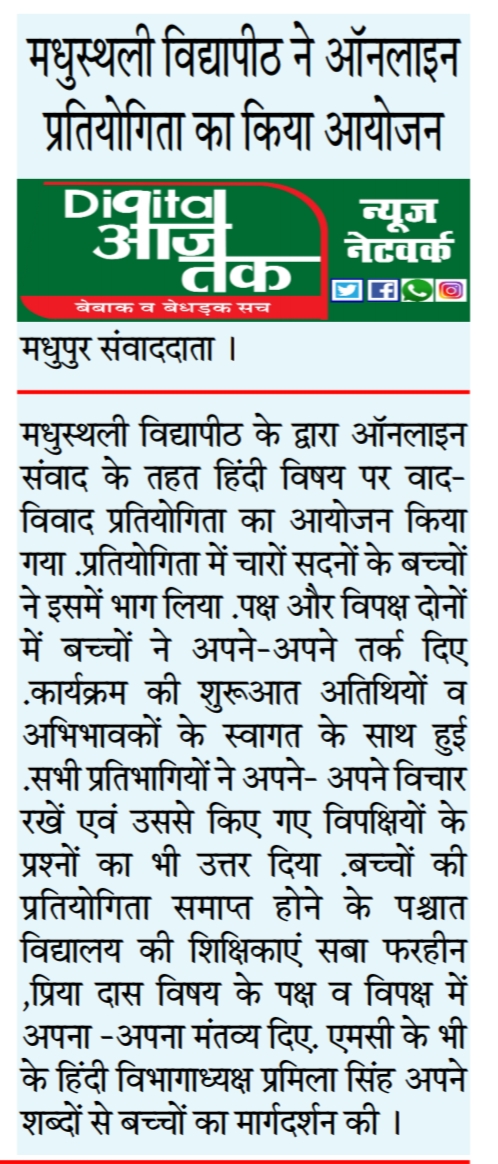 मधुस्थली विद्यापीठ ने ऑनलाइन
प्रतियोगिता का किया आयोजन
Digital
आज
तक
न्यूज
नेटवर्क
बेबाक व बेधड़क सच
मधुपुर संवाददाता ।
मधुस्थली विद्यापीठ के द्वारा ऑनलाइन
संवाद के तहत हिंदी विषय पर वाद-
विवाद प्रतियोगिता का आयोजन किया
गया .प्रतियोगिता में चारों सदनों के बच्चों
ने इसमें भाग लिया .पक्ष और विपक्ष दोनों
में बच्चों ने अपने-अपने तर्क दिए
.कार्यक्रम की शुरूआत अतिथियों व
अभिभावकों के स्वागत के साथ हुई
.सभी प्रतिभागियों ने अपने- अपने विचार
रखें एवं उससे किए गए विपक्षियों के
प्रश्नों का भी उत्तर दिया .बच्चों की
प्रतियोगिता समाप्त होने के पश्चात
विद्यालय की शिक्षिकाएं सबा फरहीन
,प्रिया दास विषय के पक्ष व विपक्ष में
अपना -अपना मंतव्य दिए. एमसी के भी
के हिंदी विभागाध्यक्ष प्रमिला सिंह अपने
शब्दों से बच्चों का मार्गदर्शन की ।